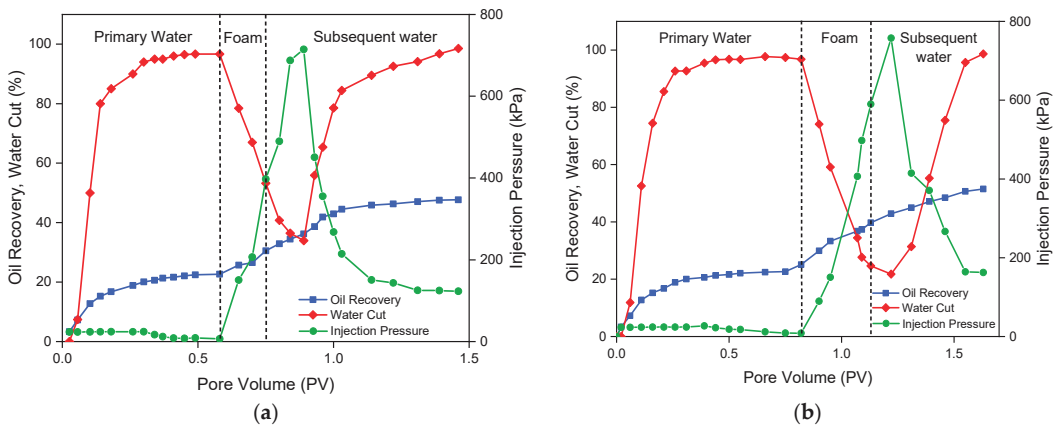 Primary Water
Foam
Subsequent water
Oil Recovery, Water Cut (%)
100
80
60
40
20
0
800
600
400
200
0
Injection Perssure (kPa)
Oil Recovery
Water Cut
Injection Pressure
0.0
0.5
1.0
1.5
Pore Volume (PV)
(a)
Primary Water
Foam
Subsequent
water
Oil Recovery, Water Cut (%)
100
80
60
40
20
0
800
600
400
200
0
Injection Perssure (kPa)
Oil Recovery
Water Cut
Injection Pressure
0.0
0.5
1.0
1.5
Pore Volume (PV)
(b)